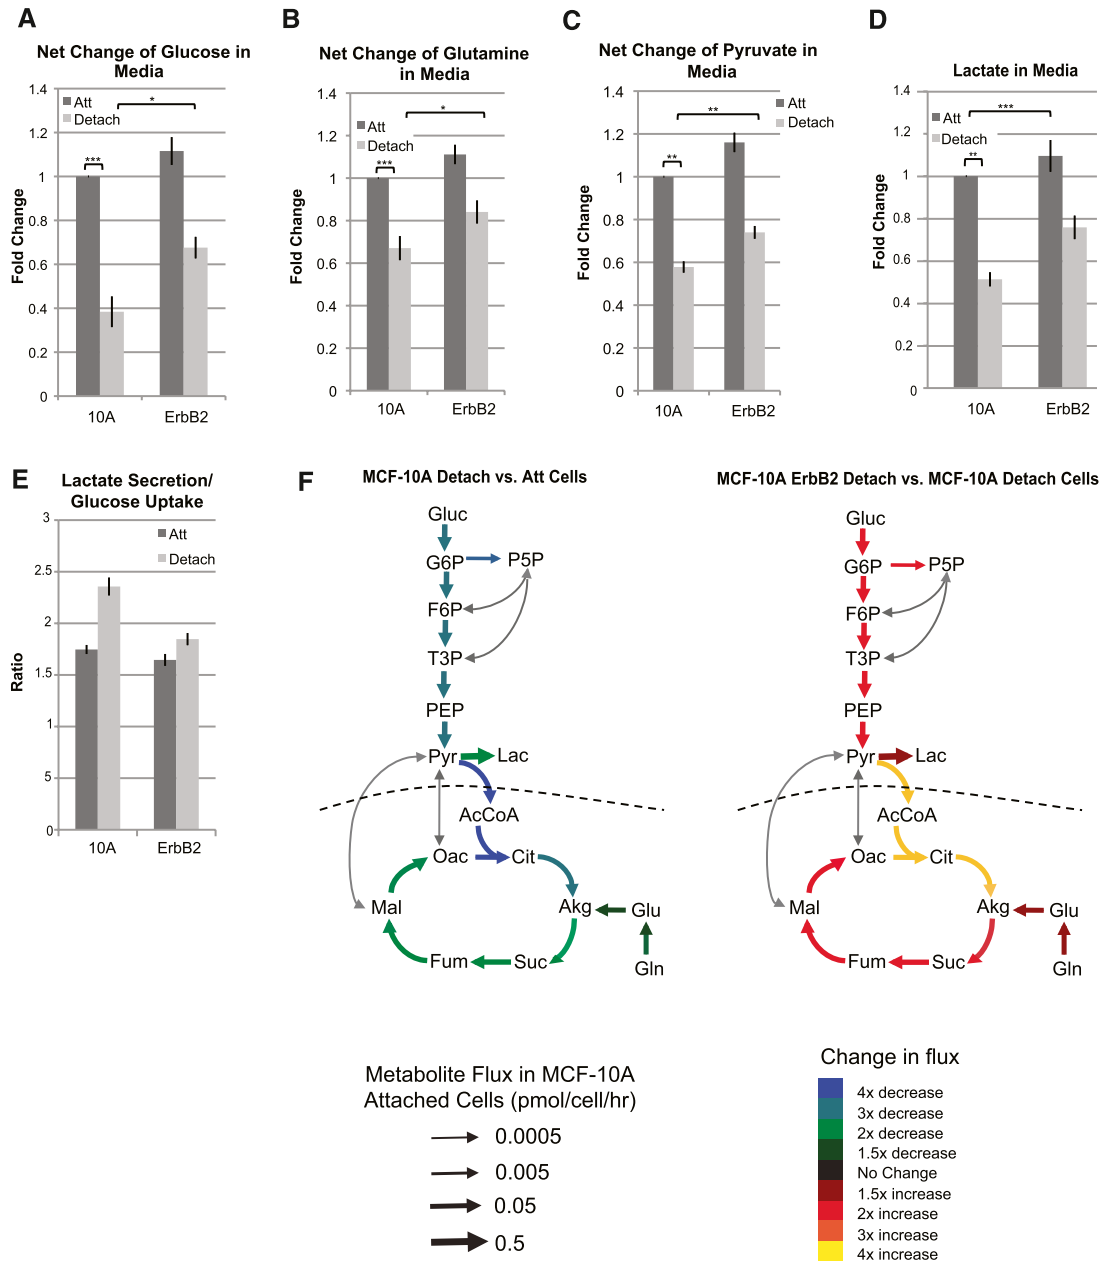 A
Net Change of Glucose in
Media
1.4
1.2
1
0.8
0.6
0.4
0.2
0
Fold Change
Att
Detach
***
*
10A
ErbB2
B
Net Change of Glutamine
in Media
1.4
1.2
1
0.8
0.6
0.4
0.2
0
Fold Change
Att
Detach
***
*
10A
ErbB2
C
Net Change of Pyruvate in
Media
1.4
1.2
1
0.8
0.6
0.4
0.2
0
Fold Change
Att
Detach
**
**
10A
ErbB2
D
Lactate in Media
1.4
1.2
1
0.8
0.6
0.4
0.2
0
Fold Change
Att
Detach
**
***
10A
ErbB2
E
Lactate Secretion/
Glucose Uptake
3
2.5
2
1.5
1
5
0
Ratio
Att
Detach
10A
ErbB2
F
MCF-10A Detach vs. Att Cells
Gluc
G6P
P5P
F6P
T3P
PEP
Pyr
Lac
AcCoA
Oac
Cit
Mal
Akg
Glu
Fum
Suc
Gln
MCF-10A ErbB2 Detach vs. MCF-10A Detach Cells
Gluc
G6P
P5P
F6P
T3P
PEP
Pyr
Lac
AcCoA
Oac
Cit
Mal
Akg
Glu
Fum
Suc
Gln
Metabolite Flux in MCF-10A
Attached Cells (pmol/cell/hr)
0.0005
0.005
0.05
0.5
Change in flux
4x decrease
3x decrease
2x decrease
1.5x decrease
No Change
1.5x increase
2x increase
3x increase
4x increase